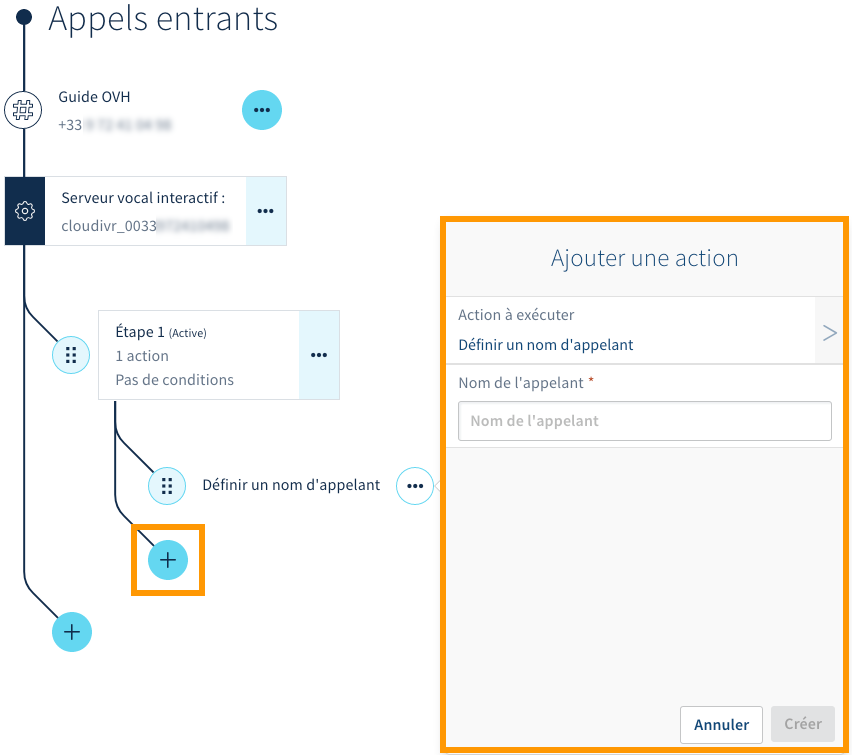 Appels entrants
Guide OVH
+33
Serveur vocal interactif :
cloudivr_0033
Étape 1 (Active)
1 action
Pas de conditions
Définir un nom d'appelant
Ajouter une action
Action à exécuter
Définir un nom d'appelant
Nom de l'appelant *
Nom de l'appelant
Annuler
Créer